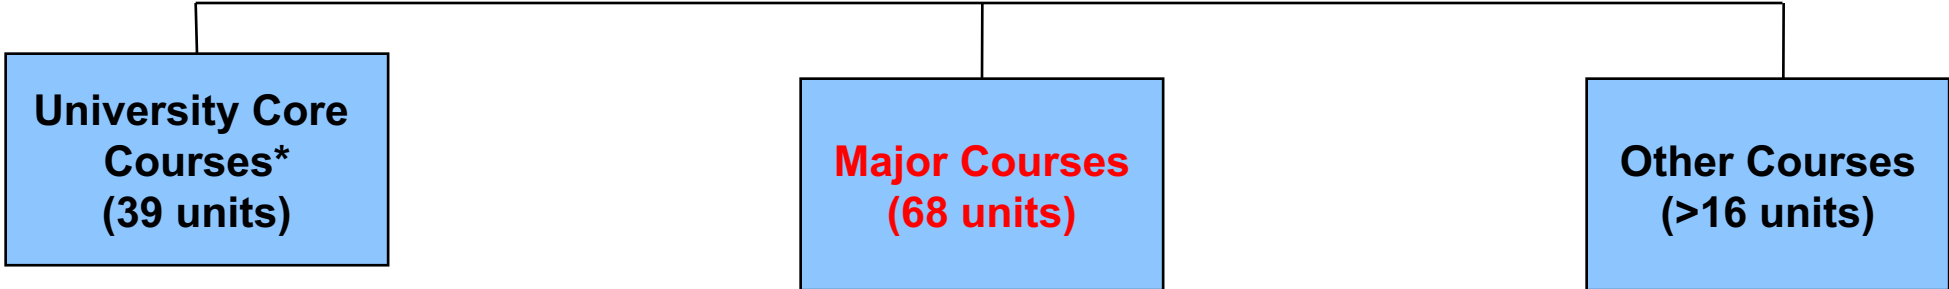 University Core
Courses*
(39 units)
Major Courses
(68 units)
Other Courses
(>16 units)